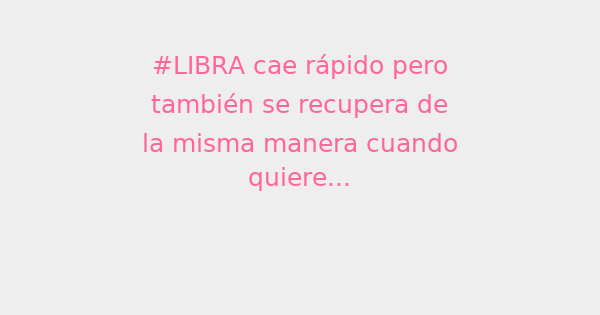 #LIBRA cae rápido pero
también se recupera de
la misma manera cuando
quiere...